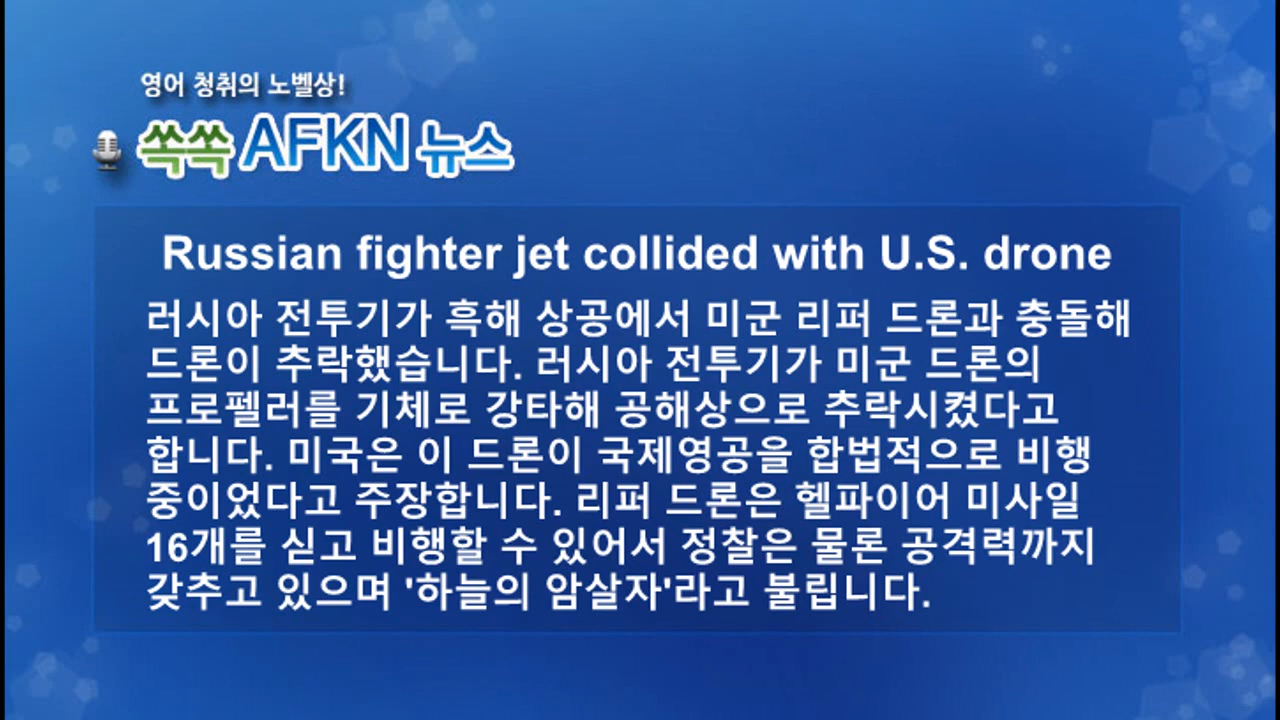 영어 청취의 노벨상!
쏙쏙 AFKN 뉴스
Russian fighter jet collided with U.S. drone
러시아 전투기가 흑해 상공에서 미군 리퍼 드론과 충돌해
드론이 추락했습니다. 러시아 전투기가 미군 드론의
프로펠러를 기체로 강타해 공해상으로 추락시켰다고
합니다. 미국은 이 드론이 국제영공을 합법적으로 비행
중이었다고 주장합니다. 리퍼 드론은 헬파이어 미사일
16개를 싣고 비행할 수 있어서 정찰은 물론 공격력까지
갖추고 있으며 '하늘의 암살자'라고 불립니다.